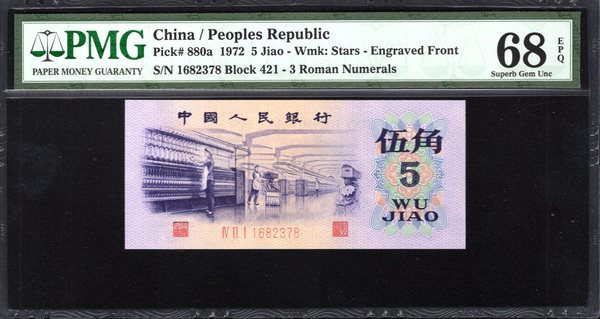 PMG
PAPER MONEY GUARANTY
China / Peoples Republic
Pick# 880a 1972 5 Jiao - Wmk: Stars - Engraved Front
S/N 1682378 Block 421 - 3 Roman Numerals
68 EPQ
Superb Gem Unc
中國人民銀行
伍角
5
WU
JIAO
IV II I 1682378